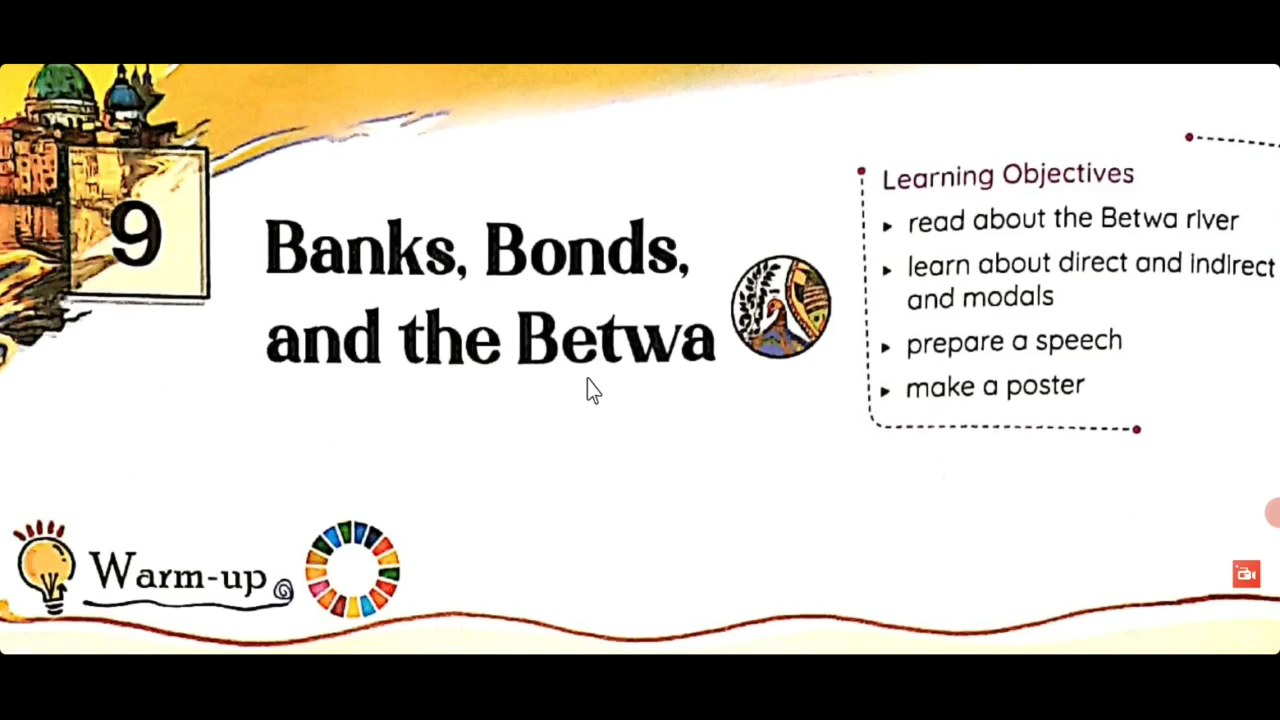 9
Banks, Bonds,
and the Betwa
Learning Objectives
▸ read about the Betwa river
▸ learn about direct and indirect
and modals
▸ prepare a speech
▸ make a poster
Warm-up